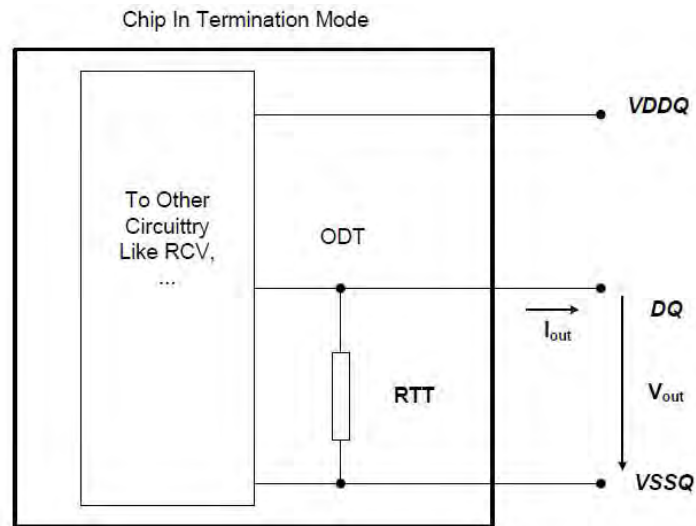 Chip In Termination Mode
VDDQ
To Other
Circuittry
Like RCV,
...
ODT
DQ
Iout
RTT
Vout
VSSQ